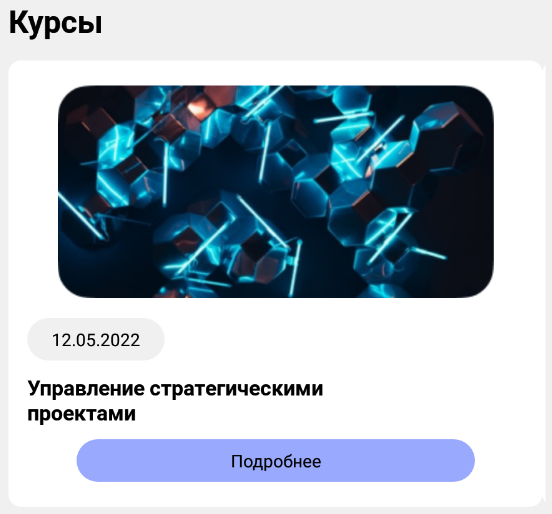 Курсы
12.05.2022
Управление стратегическими
проектами
Подробнее